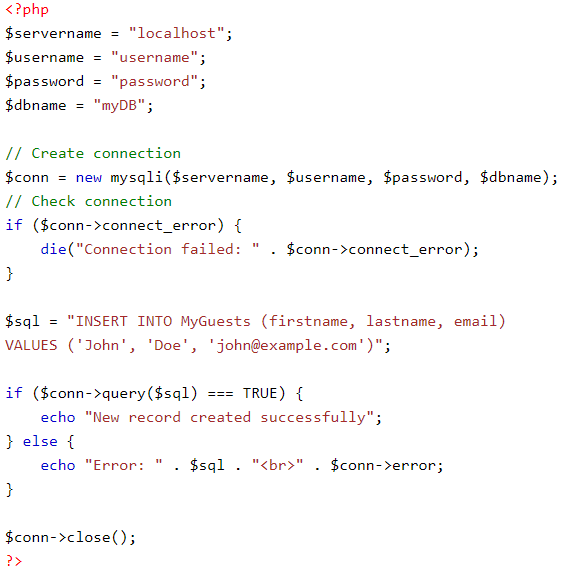 <?php
$servername = "localhost";
$username = "username";
$password = "password";
$dbname = "myDB";

// Create connection
$conn = new mysqli($servername, $username, $password, $dbname);
// Check connection
if ($conn->connect_error) {
    die("Connection failed: " . $conn->connect_error);
}

$sql = "INSERT INTO MyGuests (firstname, lastname, email)
VALUES ('John', 'Doe', 'john@example.com')";

if ($conn->query($sql) === TRUE) {
    echo "New record created successfully";
} else {
    echo "Error: " . $sql . "<br>" . $conn->error;
}

$conn->close();
?>